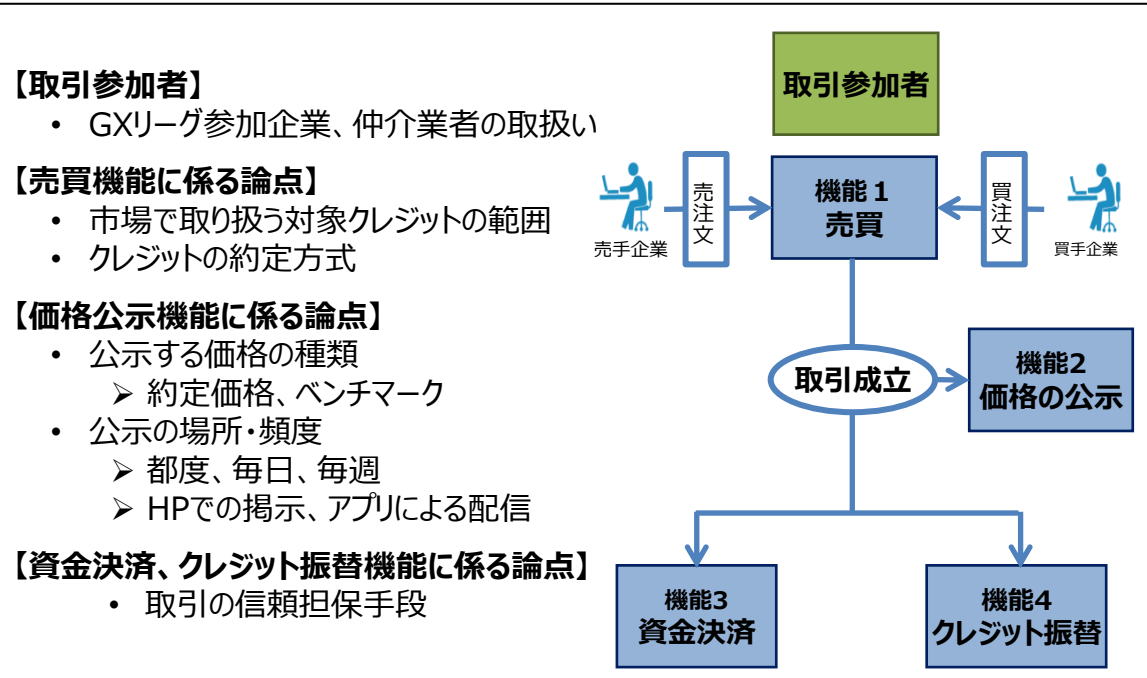 【取引参加者】
• GXリーグ参加企業、仲介業者の取扱い
【売買機能に係る論点】
• 市場で取り扱う対象クレジットの範囲
• クレジットの約定方式
【価格公示機能に係る論点】
• 公示する価格の種類
➢ 約定価格、ベンチマーク
• 公示の場所・頻度
➢ 都度、毎日、毎週
➢ HPでの掲示、アプリによる配信
【資金決済、クレジット振替機能に係る論点】
• 取引の信頼担保手段
取引参加者
売手企業
売注文
機能１
売買
買注文
買手企業
取引成立
機能2
価格の公示
機能3
資金決済
機能4
クレジット振替